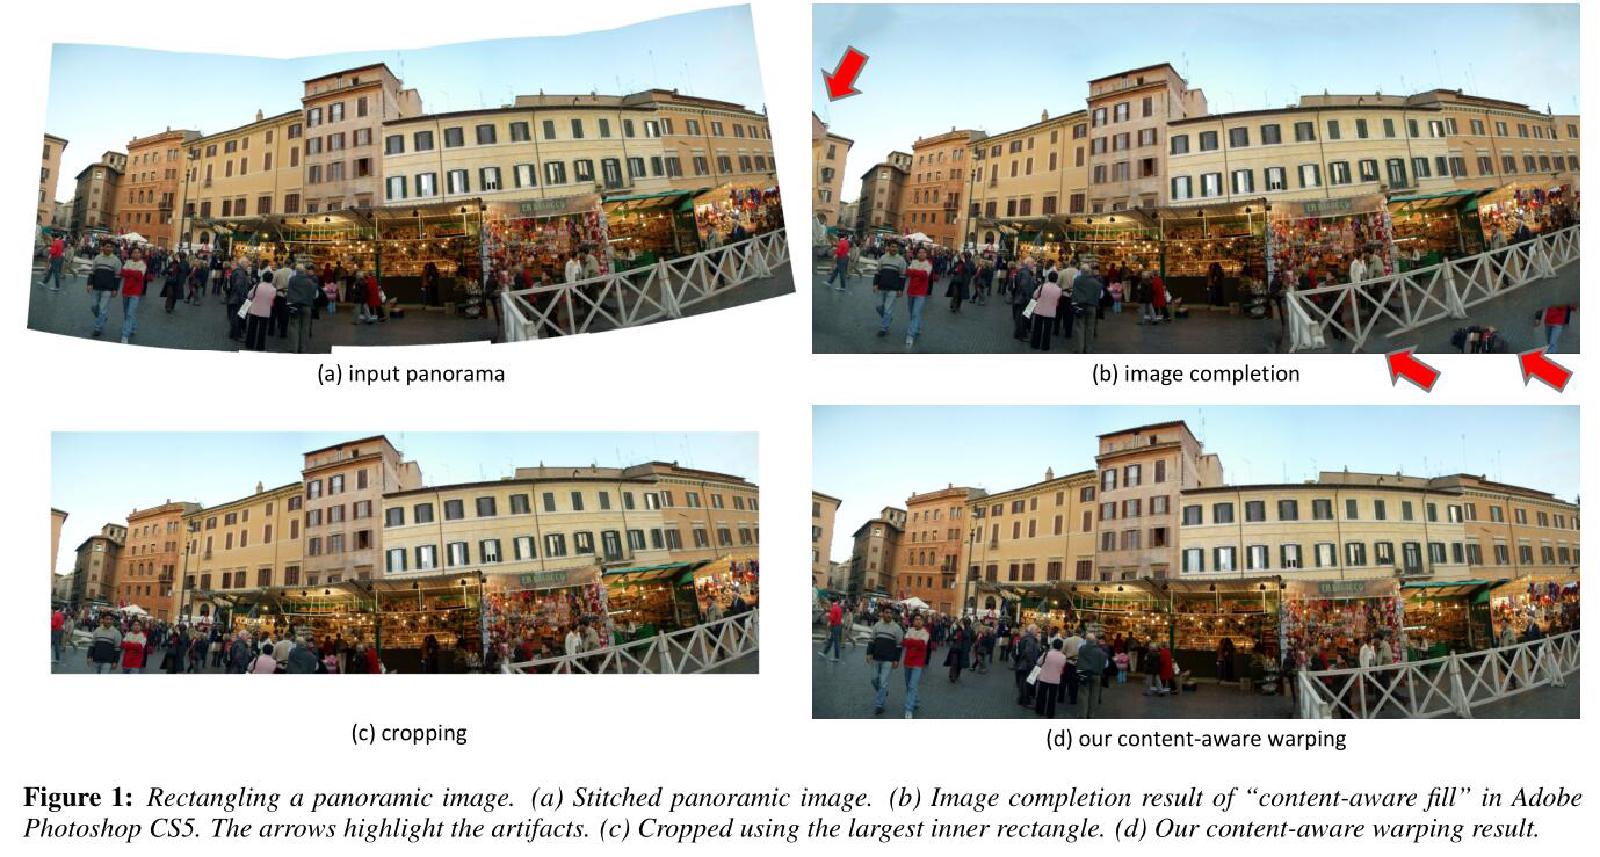 (a) input panorama
(b) image completion
(c) cropping
(d) our content-aware warping
Figure 1: Rectangling a panoramic image. (a) Stitched panoramic image. (b) Image completion result of “content-aware fill” in Adobe
Photoshop CS5. The arrows highlight the artifacts. (c) Cropped using the largest inner rectangle. (d) Our content-aware warping result.